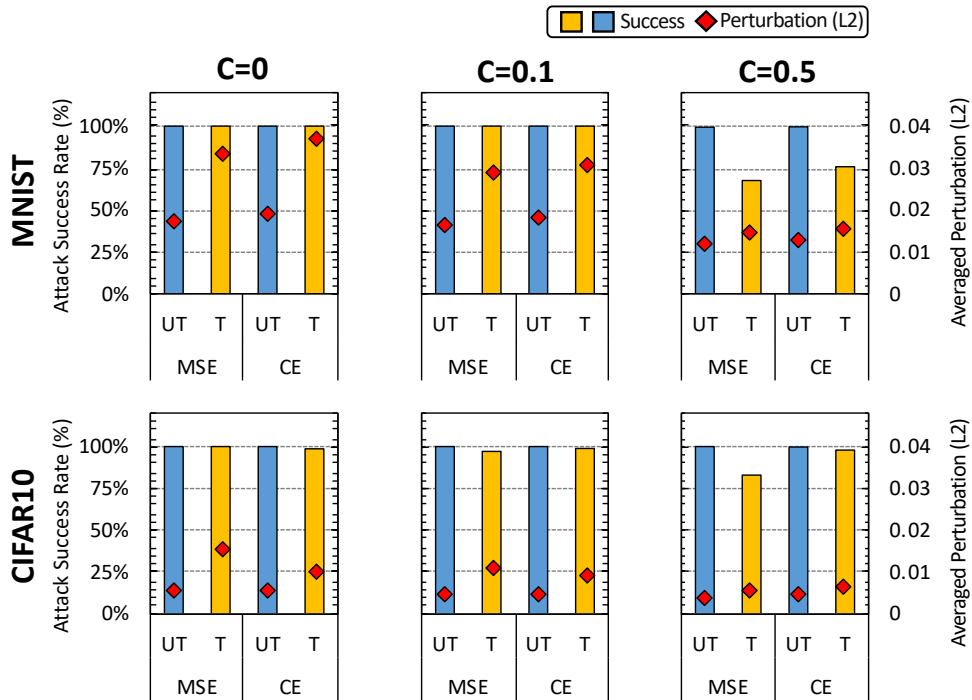 Success Perturbation (L2)
C=0 C=0.1 C=0.5
MNIST
Attack Success Rate (%)
100%
75%
50%
25%
0%
0.04
0.03
0.02
0.01
0
Averaged Perturbation (L2)
UT T UT T UT T UT T UT T UT T
MSE CE MSE CE MSE CE
CIFAR10
Attack Success Rate (%)
100%
75%
50%
25%
0%
0.04
0.03
0.02
0.01
0
Averaged Perturbation (L2)
UT T UT T UT T UT T UT T UT T
MSE CE MSE CE MSE CE